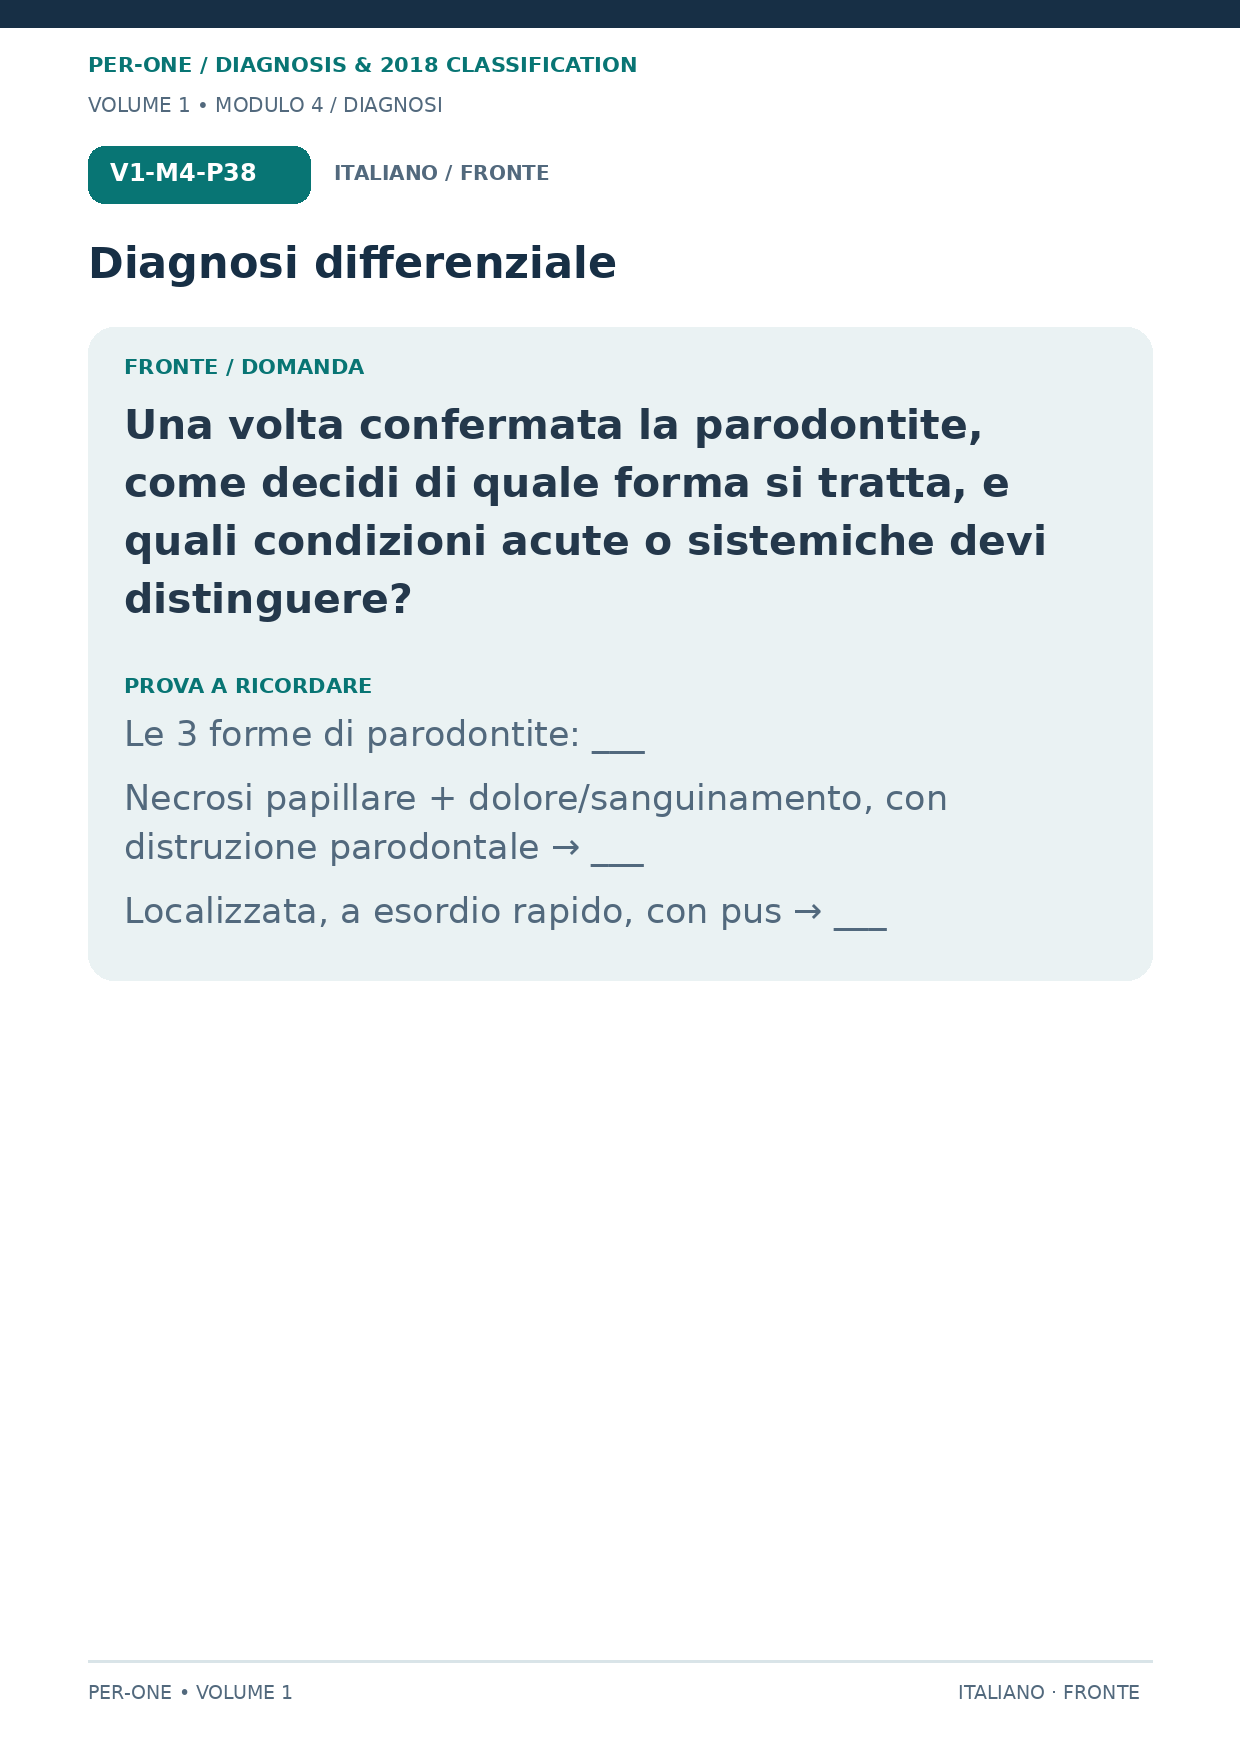 PER-ONE / DIAGNOSIS & 2018 CLASSIFICATION
VOLUME 1 • MODULO 4 / DIAGNOSI
V1-M4-P38
ITALIANO / FRONTE
Diagnosi differenziale
FRONTE / DOMANDA
Una volta confermata la parodontite,
come decidi di quale forma si tratta, e
quali condizioni acute o sistemiche devi
distinguere?
PROVA A RICORDARE
Le 3 forme di parodontite: ___
Necrosi papillare + dolore/sanguinamento, con
distruzione parodontale → ___
Localizzata, a esordio rapido, con pus → ___
PER-ONE • VOLUME 1
ITALIANO · FRONTE